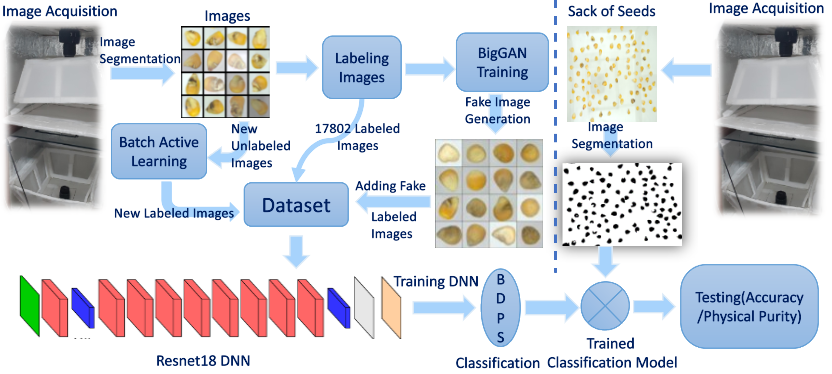 Image Acquisition
Images
Sack of Seeds
Image Acquisition
Image
Segmentation
Labeling
Images
BigGAN
Training
Fake Image
Generation
17802 Labeled
Images
New
Unlabeled
Images
Batch Active
Learning
Image
Segmentation
New Labeled Images
Dataset
Adding Fake
Labeled
Images
Training DNN
B
D
P
S
Testing(Accuracy
/Physical Purity)
Resnet18 DNN
Classification
Trained
Classification Model